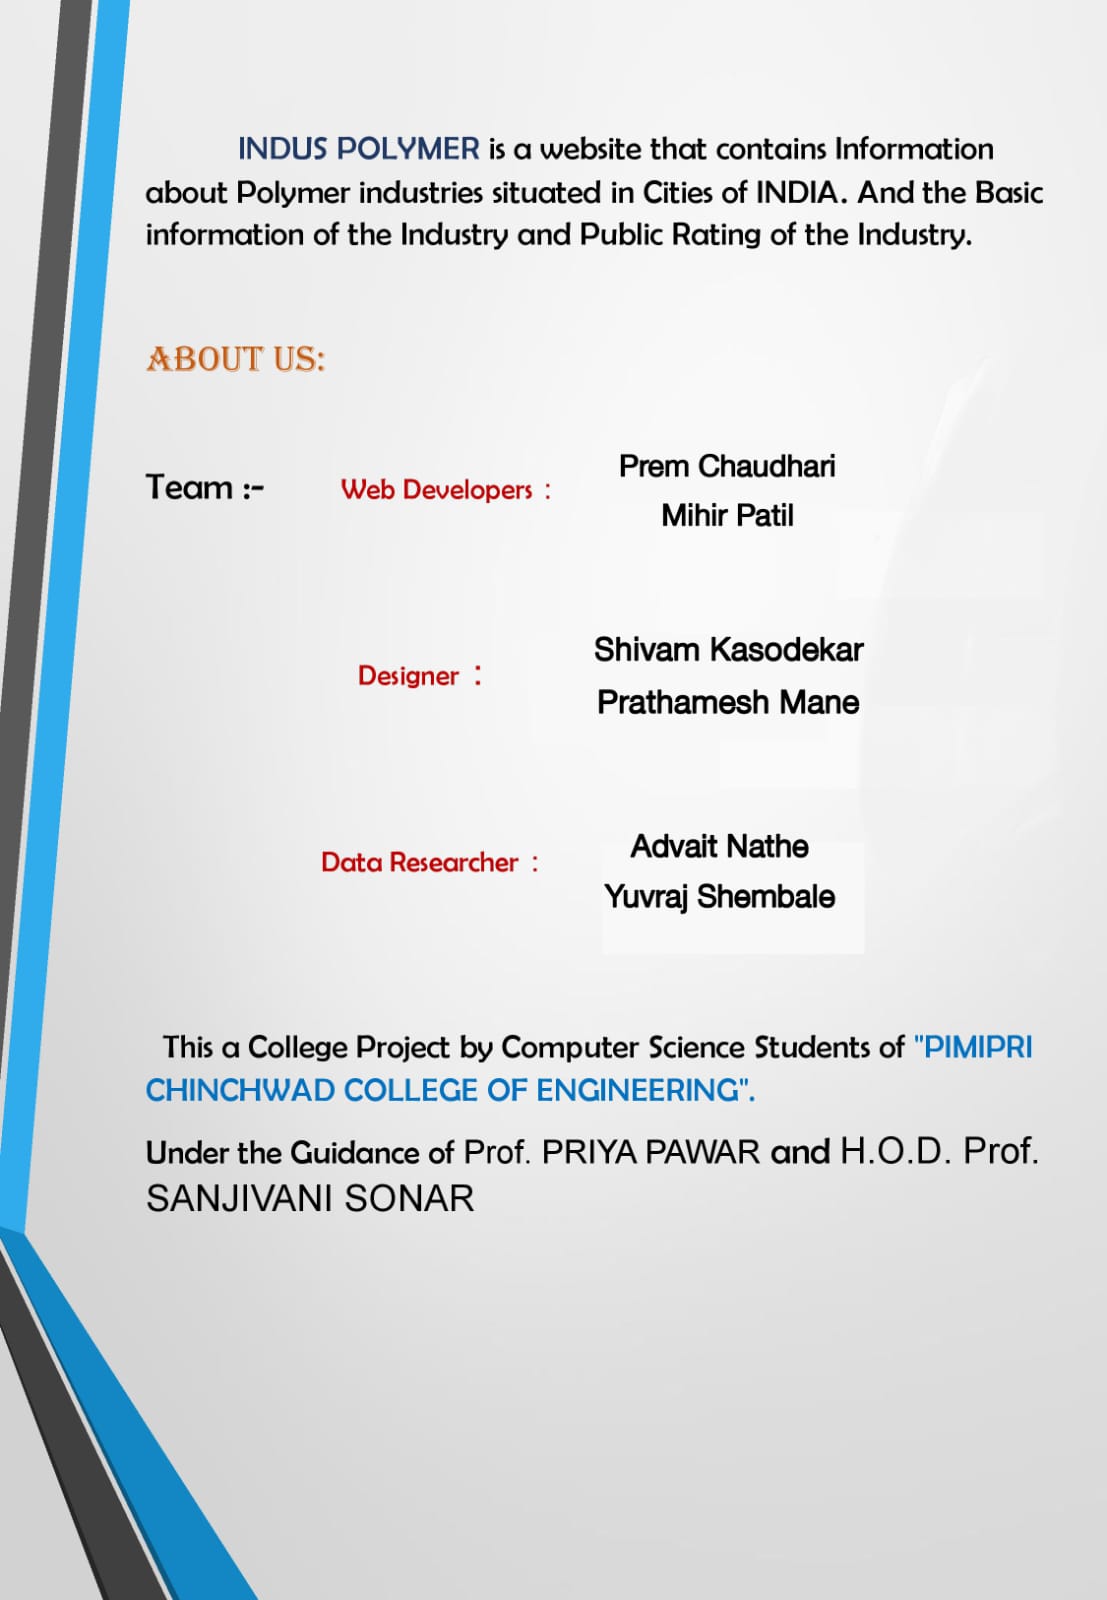 INDUS POLYMER is a website that contains Information
about Polymer industries situated in Cities of INDIA. And the Basic
information of the Industry and Public Rating of the Industry.
ABOUT US:
Team :-
Web Developers :
Prem Chaudhari
Mihir Patil
Designer :
Shivam Kasodekar
Prathamesh Mane
Data Researcher :
Advait Nathe
Yuvraj Shembale
This a College Project by Computer Science Students of "PIMIPRI
CHINCHWAD COLLEGE OF ENGINEERING".
Under the Guidance of Prof. PRIYA PAWAR and H.O.D. Prof.
SANJIVANI SONAR